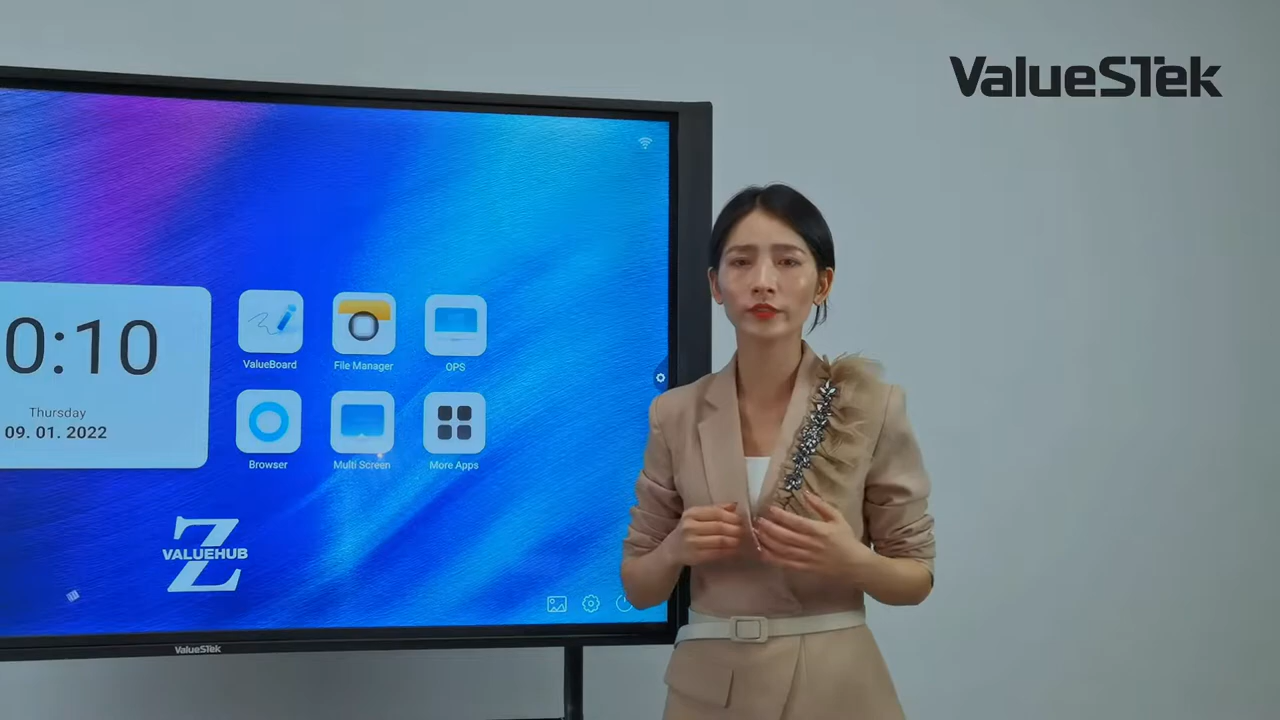 ValueSTek
0:10
Thursday
09. 01. 2022
ValueBoard
File Manager
OPS
Browser
Multi Screen
More Apps
Z
VALUEHUB
ValueSTek